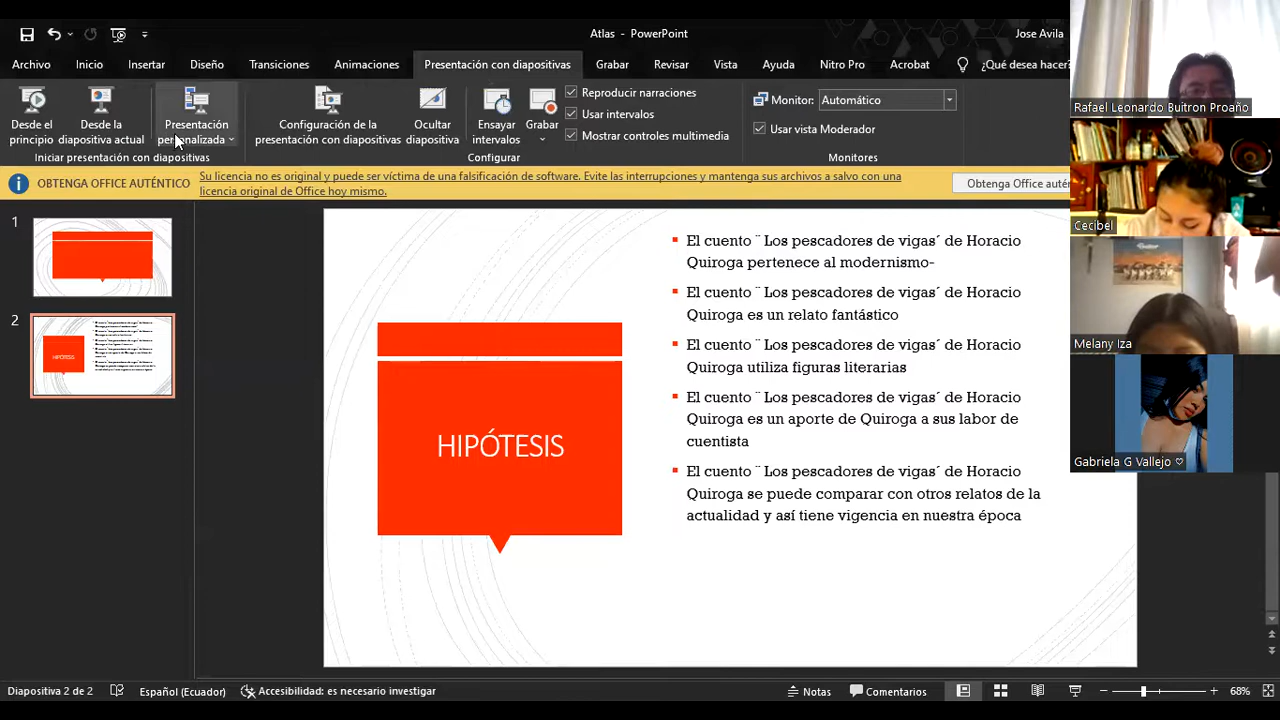 Atlas - PowerPoint
Jose Avila
Archivo Inicio Insertar Diseño Transiciones Animaciones Presentación con diapositivas Grabar Revisar Vista Ayuda Nitro Pro Acrobat ¿Qué desea hacer?
Desde el principio
Desde la diapositiva actual
Presentación personalizada
Iniciar presentación con diapositivas
Configuración de la presentación con diapositivas
Ocultar diapositiva
Ensayar intervalos
Grabar
Reproducir narraciones
Usar intervalos
Mostrar controles multimedia
Configurar
Monitor: Automático
Usar vista Moderador
Monitores
OBTENGA OFFICE AUTÉNTICO
Su licencia no es original y puede ser víctima de una falsificación de software. Evite las interrupciones y mantenga sus archivos a salvo con una
licencia original de Office hoy mismo.
Obtenga Office auté
1
2
HIPÓTESIS
HIPÓTESIS
El cuento ¨ Los pescadores de vigas´ de Horacio
Quiroga pertenece al modernismo-
El cuento ¨ Los pescadores de vigas´ de Horacio
Quiroga es un relato fantástico
El cuento ¨ Los pescadores de vigas´ de Horacio
Quiroga utiliza figuras literarias
El cuento ¨ Los pescadores de vigas´ de Horacio
Quiroga es un aporte de Quiroga a sus labor de
cuentista
El cuento ¨ Los pescadores de vigas´ de Horacio
Quiroga se puede comparar con otros relatos de la
actualidad y así tiene vigencia en nuestra época
Rafael Leonardo Buitron Proaño
Cecibel
Melany Iza
Gabriela G Vallejo ♡
Diapositiva 2 de 2
Español (Ecuador)
Accesibilidad: es necesario investigar
Notas
Comentarios
68%